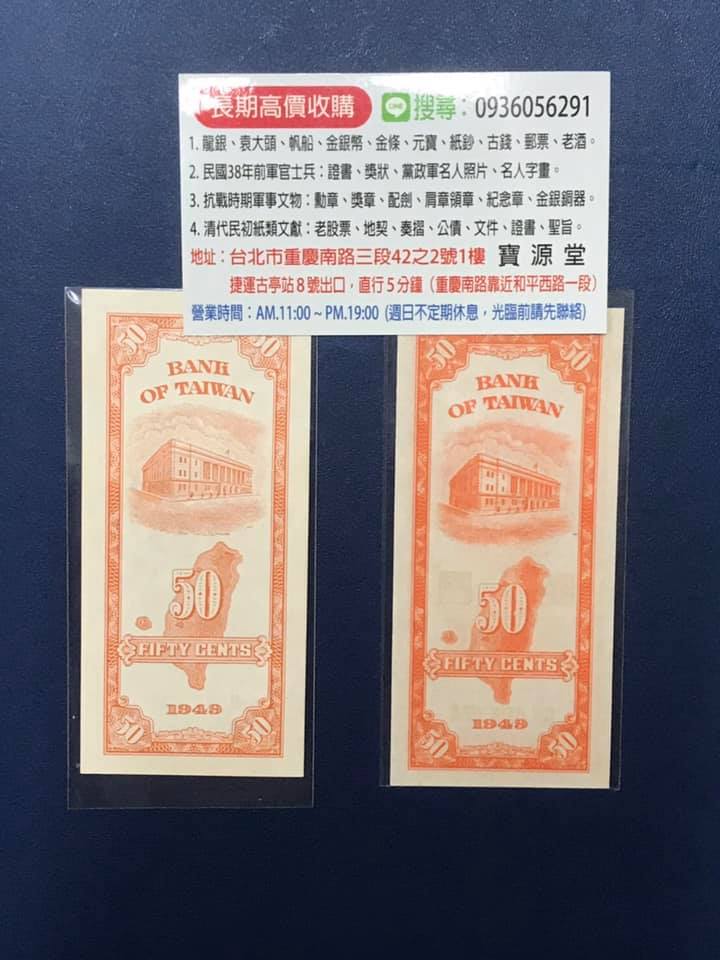 長期高價收購 LINE 搜尋：0936056291
1. 龍銀、袁大頭、帆船、金銀幣、金條、元寶、紙鈔、古錢、郵票、老酒。
2. 民國38年前軍官士兵：證書、獎狀、黨政軍名人照片、名人字畫。
3. 抗戰時期軍事文物：勳章、獎章、配劍、肩章領章、紀念章、金銀銅器。
4. 清代民初紙類文獻：老股票、地契、奏摺、公債、文件、證書、聖旨。
地址：台北市重慶南路三段42之2號1樓 寶源堂
捷運古亭站8號出口，直行5分鐘（重慶南路靠近和平西路一段）
營業時間：AM.11:00 ~ PM.19:00 (週日不定期休息，光臨前請先聯絡)
50 50
BANK
OF TAIWAN
50
FIFTY CENTS
1949
50 50
50 50
BANK
OF TAIWAN
50
FIFTY CENTS
1949
50 50